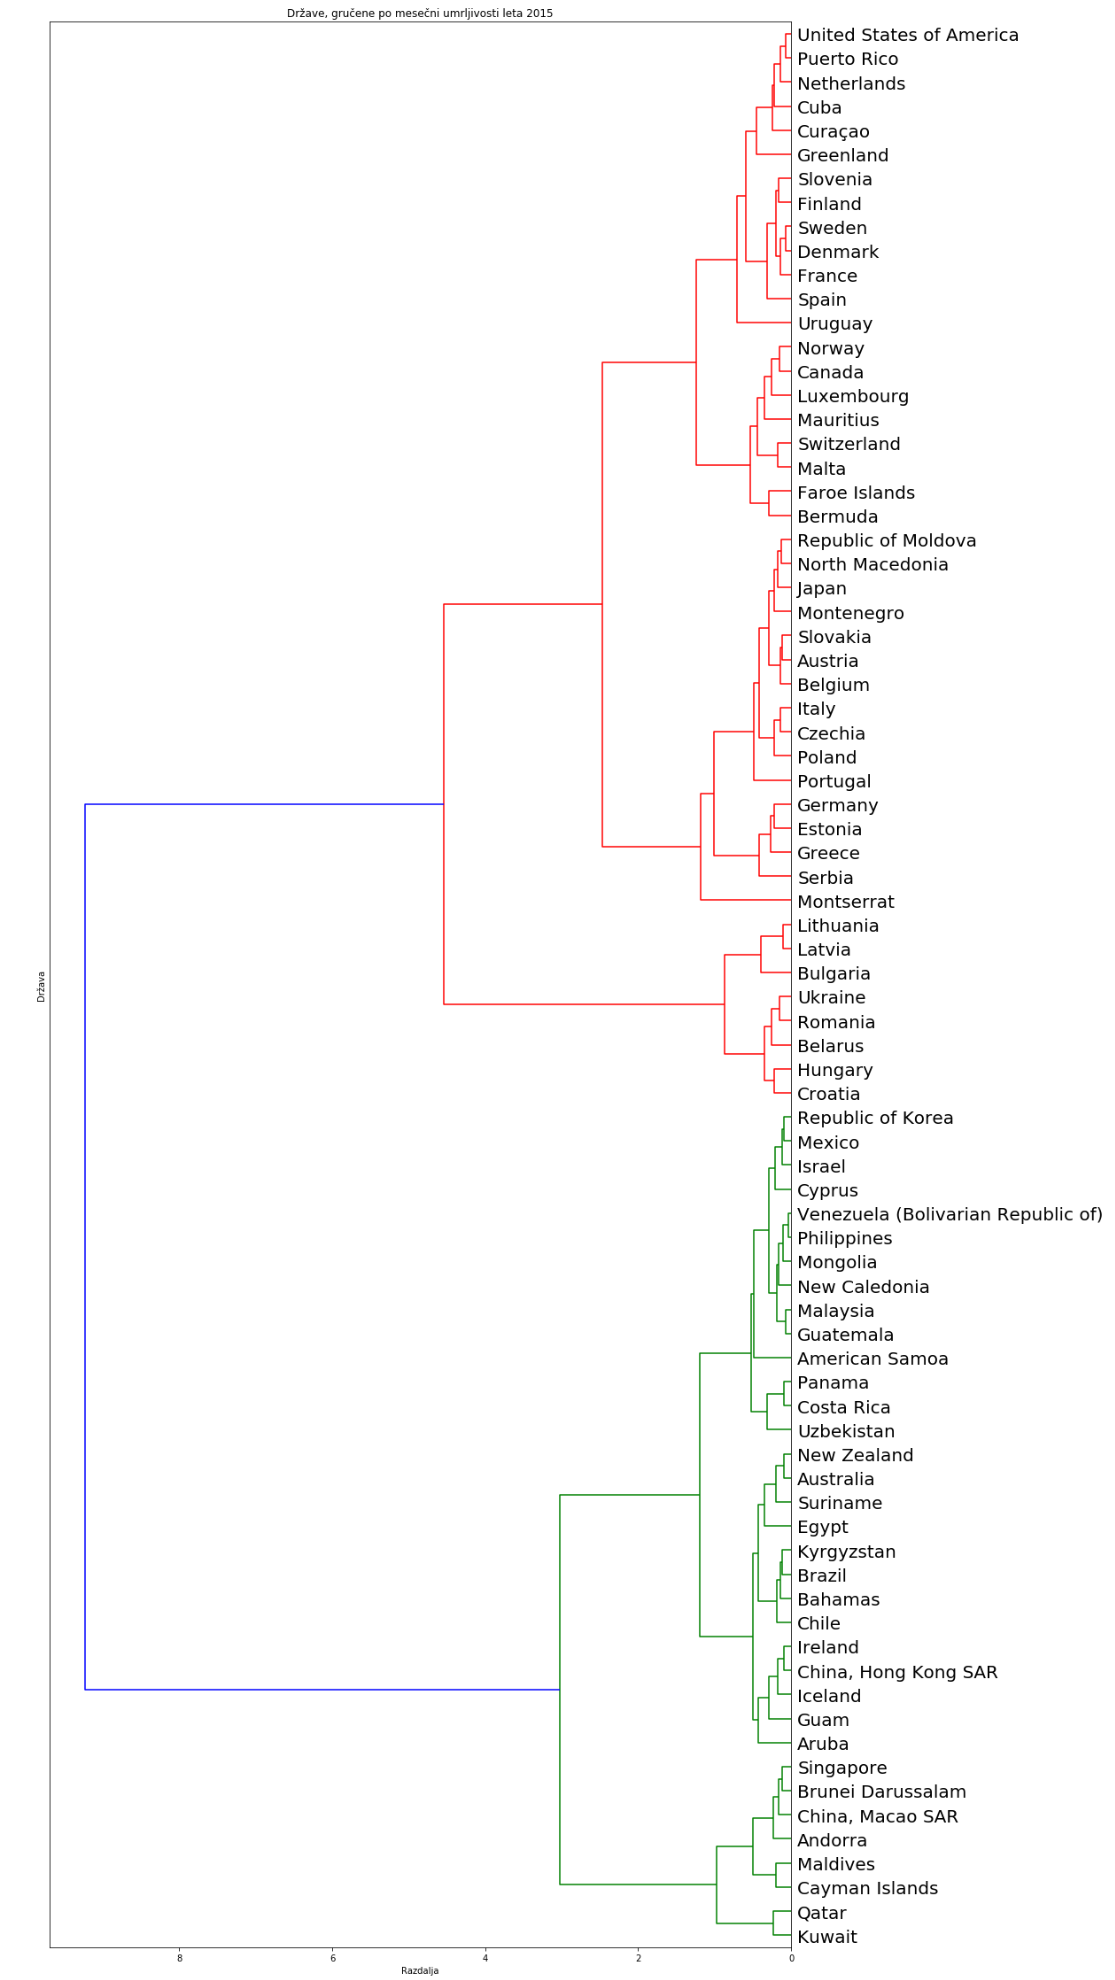 Države, gručene po mesečni umrljivosti leta 2015
United States of America
Puerto Rico
Netherlands
Cuba
Curaçao
Greenland
Slovenia
Finland
Sweden
Denmark
France
Spain
Uruguay
Norway
Canada
Luxembourg
Mauritius
Switzerland
Malta
Faroe Islands
Bermuda
Republic of Moldova
North Macedonia
Japan
Montenegro
Slovakia
Austria
Belgium
Italy
Czechia
Poland
Portugal
Germany
Estonia
Greece
Serbia
Montserrat
Lithuania
Latvia
Bulgaria
Ukraine
Romania
Belarus
Hungary
Croatia
Republic of Korea
Mexico
Israel
Cyprus
Venezuela (Bolivarian Republic of)
Philippines
Mongolia
New Caledonia
Malaysia
Guatemala
American Samoa
Panama
Costa Rica
Uzbekistan
New Zealand
Australia
Suriname
Egypt
Kyrgyzstan
Brazil
Bahamas
Chile
Ireland
China, Hong Kong SAR
Iceland
Guam
Aruba
Singapore
Brunei Darussalam
China, Macao SAR
Andorra
Maldives
Cayman Islands
Qatar
Kuwait
Država
8 6 4 2 0
Razdalja